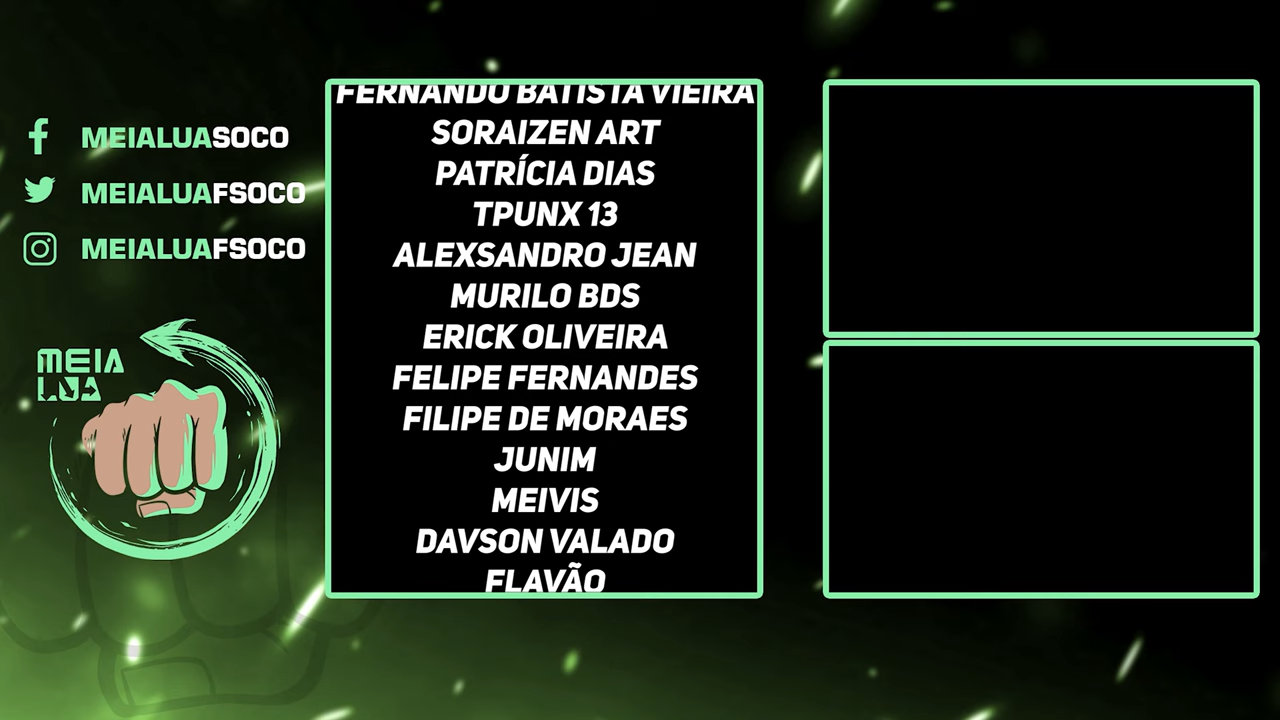 MEIALUASOCO
MEIALUAFSOCO
MEIALUAFSOCO
MEIA
LUA
FERNANDO BATISTA VIEIRA
SORAIZEN ART
PATRÍCIA DIAS
TPUNX 13
ALEXSANDRO JEAN
MURILO BDS
ERICK OLIVEIRA
FELIPE FERNANDES
FILIPE DE MORAES
JUNIM
MEIVIS
DAVSON VALADO
FLAVÃO